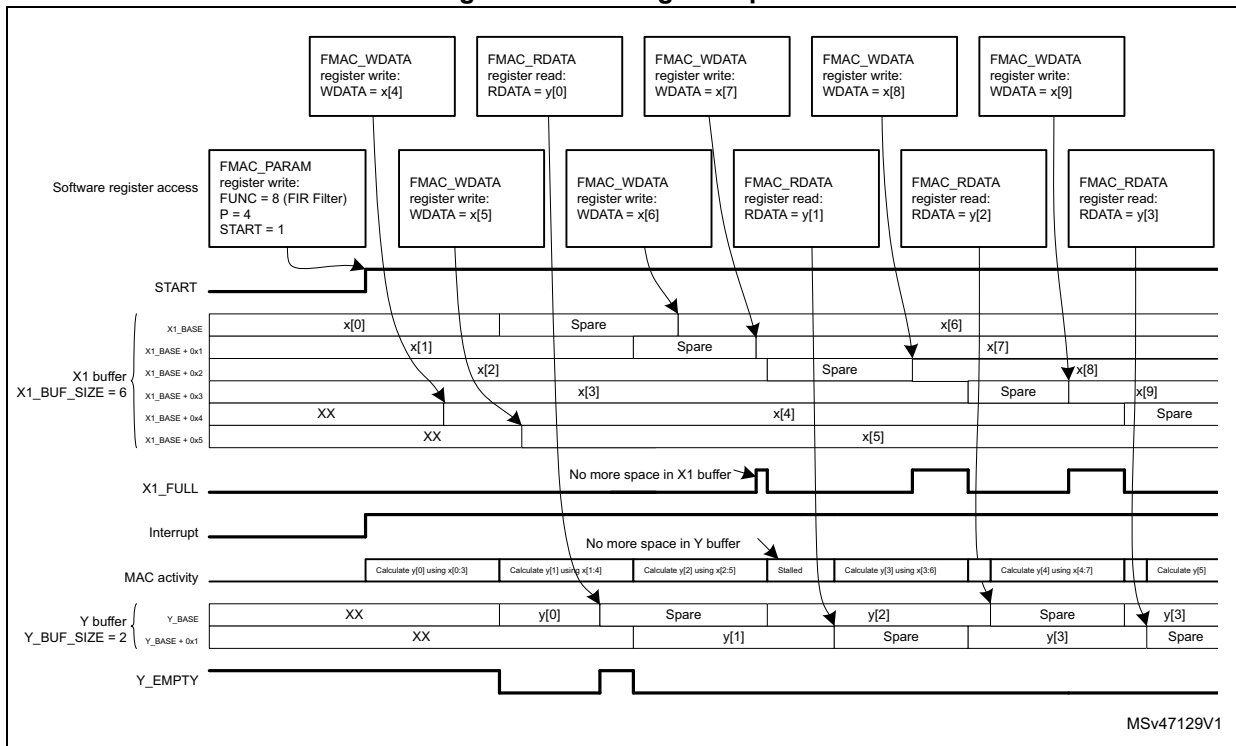 FMAC_WDATA
register write:
WDATA = x[4]
FMAC_RDATA
register read:
RDATA = y[0]
FMAC_WDATA
register write:
WDATA = x[7]
FMAC_WDATA
register write:
WDATA = x[8]
FMAC_WDATA
register write:
WDATA = x[9]
Software register access
FMAC_PARAM
register write:
FUNC = 8 (FIR Filter)
P = 4
START = 1
FMAC_WDATA
register write:
WDATA = x[5]
FMAC_WDATA
register write:
WDATA = x[6]
FMAC_RDATA
register read:
RDATA = y[1]
FMAC_RDATA
register read:
RDATA = y[2]
FMAC_RDATA
register read:
RDATA = y[3]
START
X1 buffer
X1_BUF_SIZE = 6
X1_BASE x[0] Spare x[6]
X1_BASE + 0x1 x[1] Spare x[7]
X1_BASE + 0x2 x[2] Spare x[8]
X1_BASE + 0x3 x[3] Spare x[9]
X1_BASE + 0x4 XX x[4] Spare
X1_BASE + 0x5 XX x[5]
No more space in X1 buffer
X1_FULL
Interrupt
No more space in Y buffer
MAC activity Calculate y[0] using x[0:3] Calculate y[1] using x[1:4] Calculate y[2] using x[2:5] Stalled Calculate y[3] using x[3:6] Calculate y[4] using x[4:7] Calculate y[5]
Y buffer
Y_BUF_SIZE = 2
Y_BASE XX y[0] Spare y[2] Spare y[3]
Y_BASE + 0x1 XX y[1] Spare y[3] Spare
Y_EMPTY
MSv47129V1